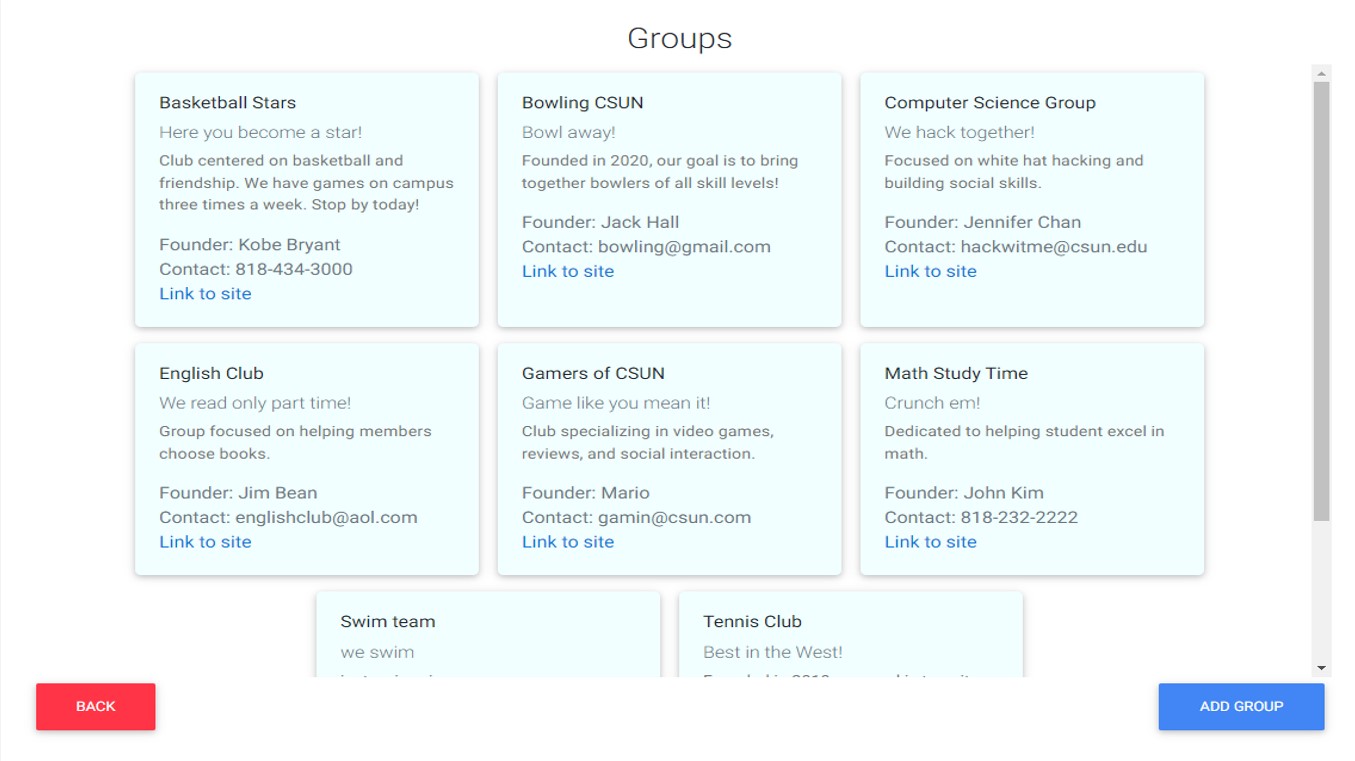 Groups
Basketball Stars
Here you become a star!
Club centered on basketball and
friendship. We have games on campus
three times a week. Stop by today!
Founder: Kobe Bryant
Contact: 818-434-3000
Link to site
Bowling CSUN
Bowl away!
Founded in 2020, our goal is to bring
together bowlers of all skill levels!
Founder: Jack Hall
Contact: bowling@gmail.com
Link to site
Computer Science Group
We hack together!
Focused on white hat hacking and
building social skills.
Founder: Jennifer Chan
Contact: hackwitme@csun.edu
Link to site
English Club
We read only part time!
Group focused on helping members
choose books.
Founder: Jim Bean
Contact: englishclub@aol.com
Link to site
Gamers of CSUN
Game like you mean it!
Club specializing in video games,
reviews, and social interaction.
Founder: Mario
Contact: gamin@csun.com
Link to site
Math Study Time
Crunch em!
Dedicated to helping student excel in
math.
Founder: John Kim
Contact: 818-232-2222
Link to site
Swim team
we swim
Tennis Club
Best in the West!
BACK
ADD GROUP